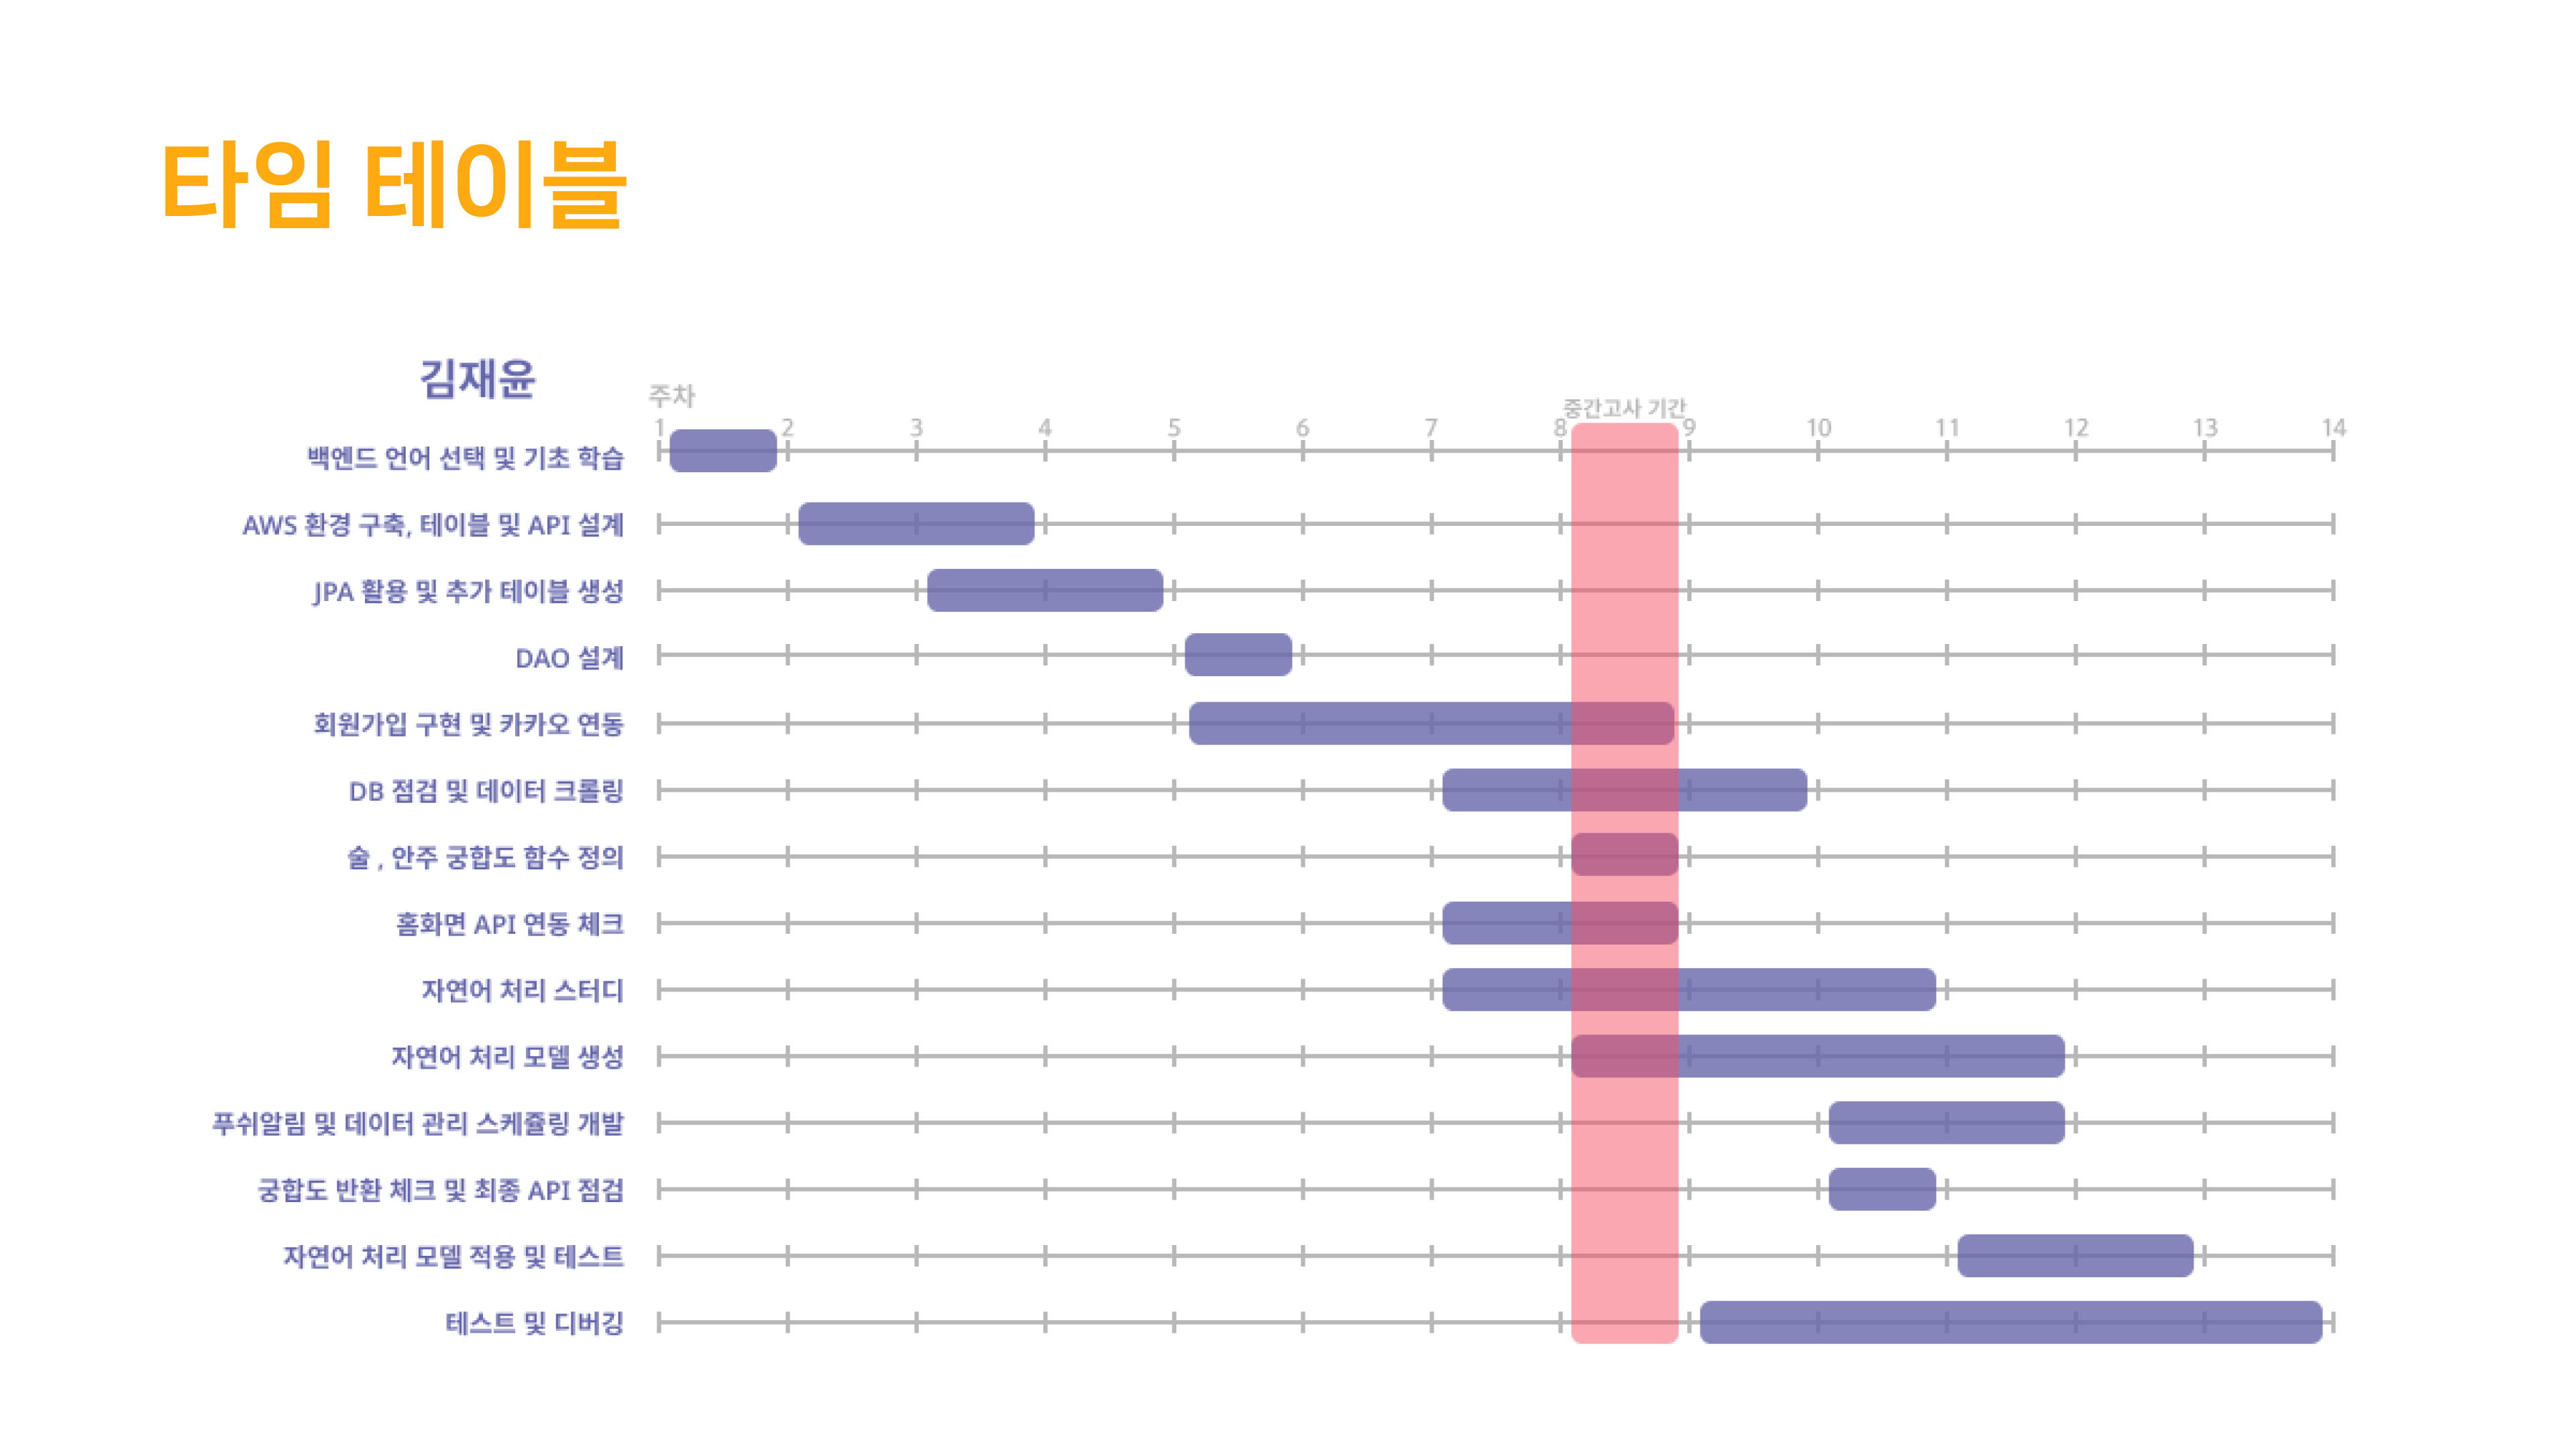 타임 테이블
김재윤
주차
중간고사 기간
1 2 3 4 5 6 7 8 9 10 11 12 13 14
백엔드 언어 선택 및 기초 학습
AWS 환경 구축, 테이블 및 API 설계
JPA 활용 및 추가 테이블 생성
DAO 설계
회원가입 구현 및 카카오 연동
DB 점검 및 데이터 크롤링
술 , 안주 궁합도 함수 정의
홈화면 API 연동 체크
자연어 처리 스터디
자연어 처리 모델 생성
푸쉬알림 및 데이터 관리 스케쥴링 개발
궁합도 반환 체크 및 최종 API 점검
자연어 처리 모델 적용 및 테스트
테스트 및 디버깅